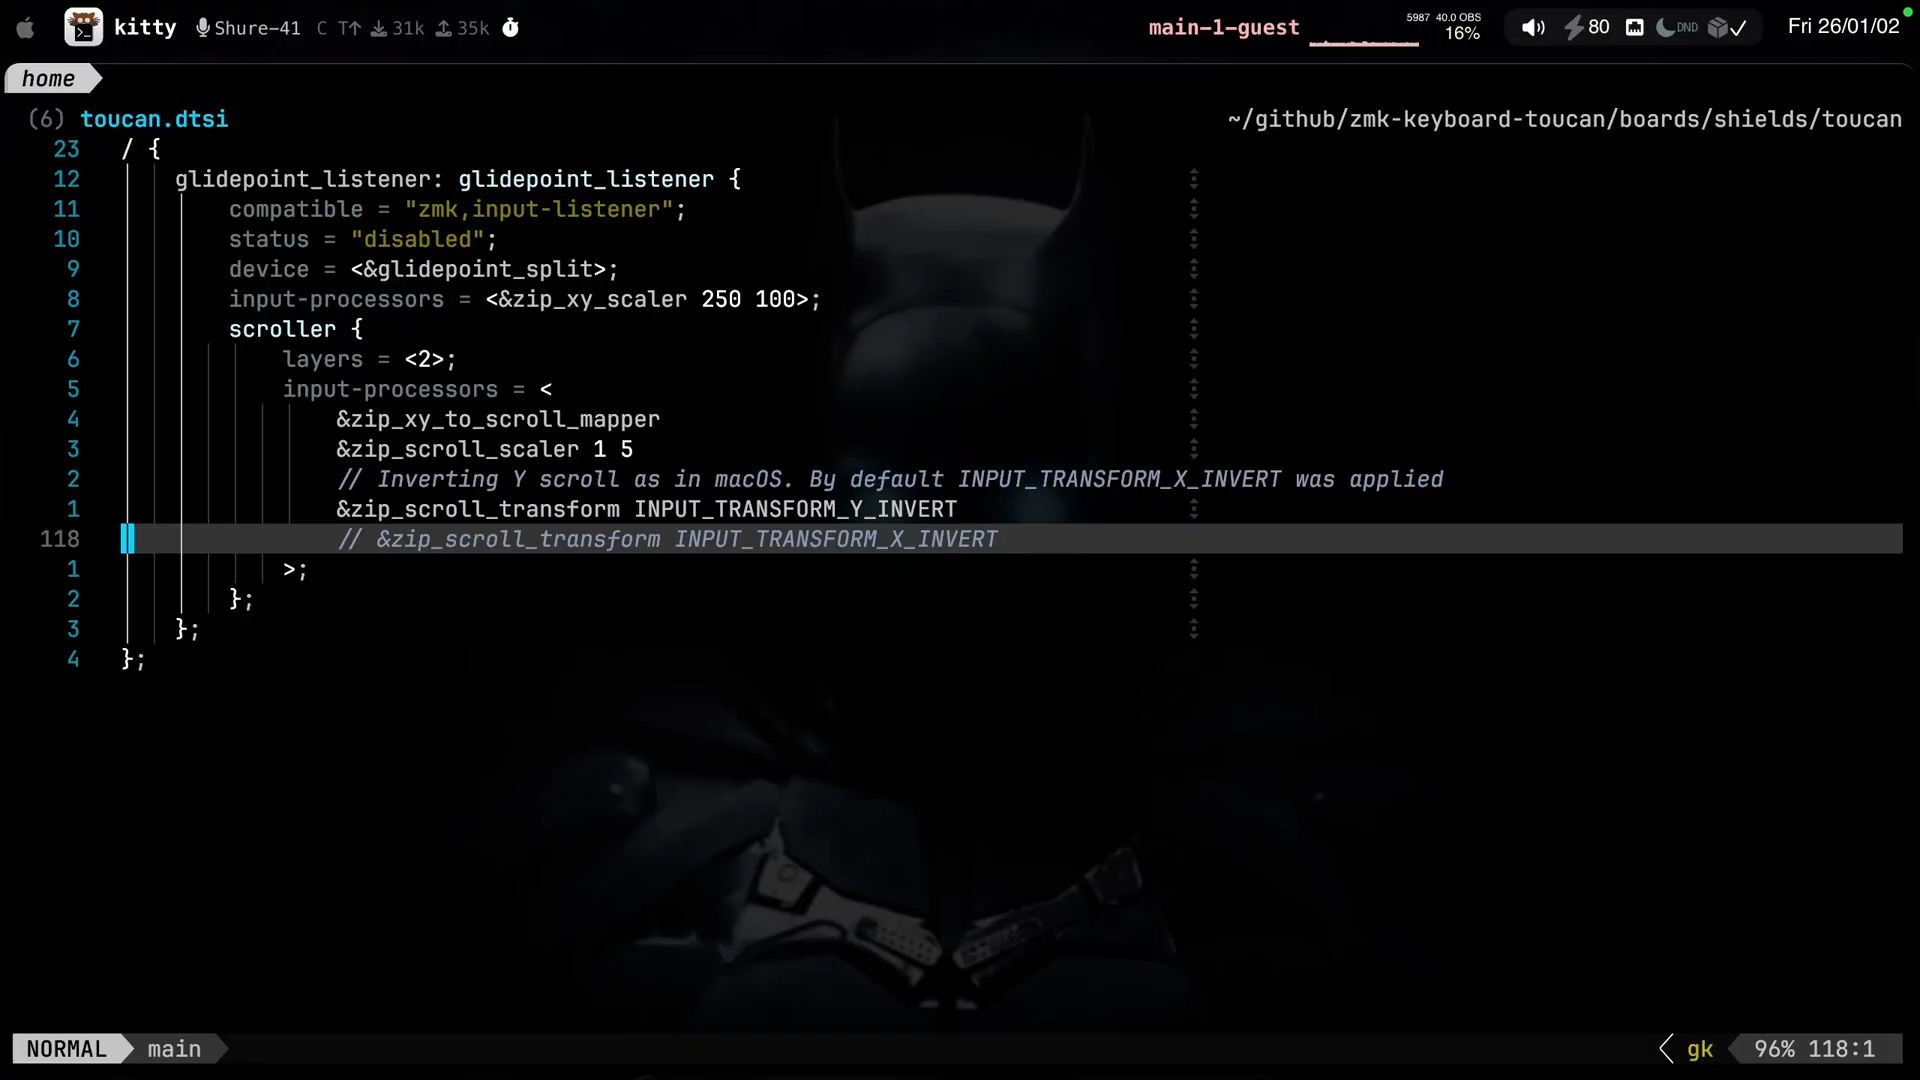 kitty Shure-41 C T↑ 31k 35k main-1-guest 5987 40.0 OBS 16% 80 DND Fri 26/01/02
home
(6) toucan.dtsi ~/github/zmk-keyboard-toucan/boards/shields/toucan
23 / {
12 glidepoint_listener: glidepoint_listener {
11 compatible = "zmk,input-listener";
10 status = "disabled";
9 device = <&glidepoint_split>;
8 input-processors = <&zip_xy_scaler 250 100>;
7 scroller {
6 layers = <2>;
5 input-processors = <
4 &zip_xy_to_scroll_mapper
3 &zip_scroll_scaler 1 5
2 // Inverting Y scroll as in macOS. By default INPUT_TRANSFORM_X_INVERT was applied
1 &zip_scroll_transform INPUT_TRANSFORM_Y_INVERT
118 // &zip_scroll_transform INPUT_TRANSFORM_X_INVERT
1 >;
2 };
3 };
4 };
NORMAL main gk 96% 118:1